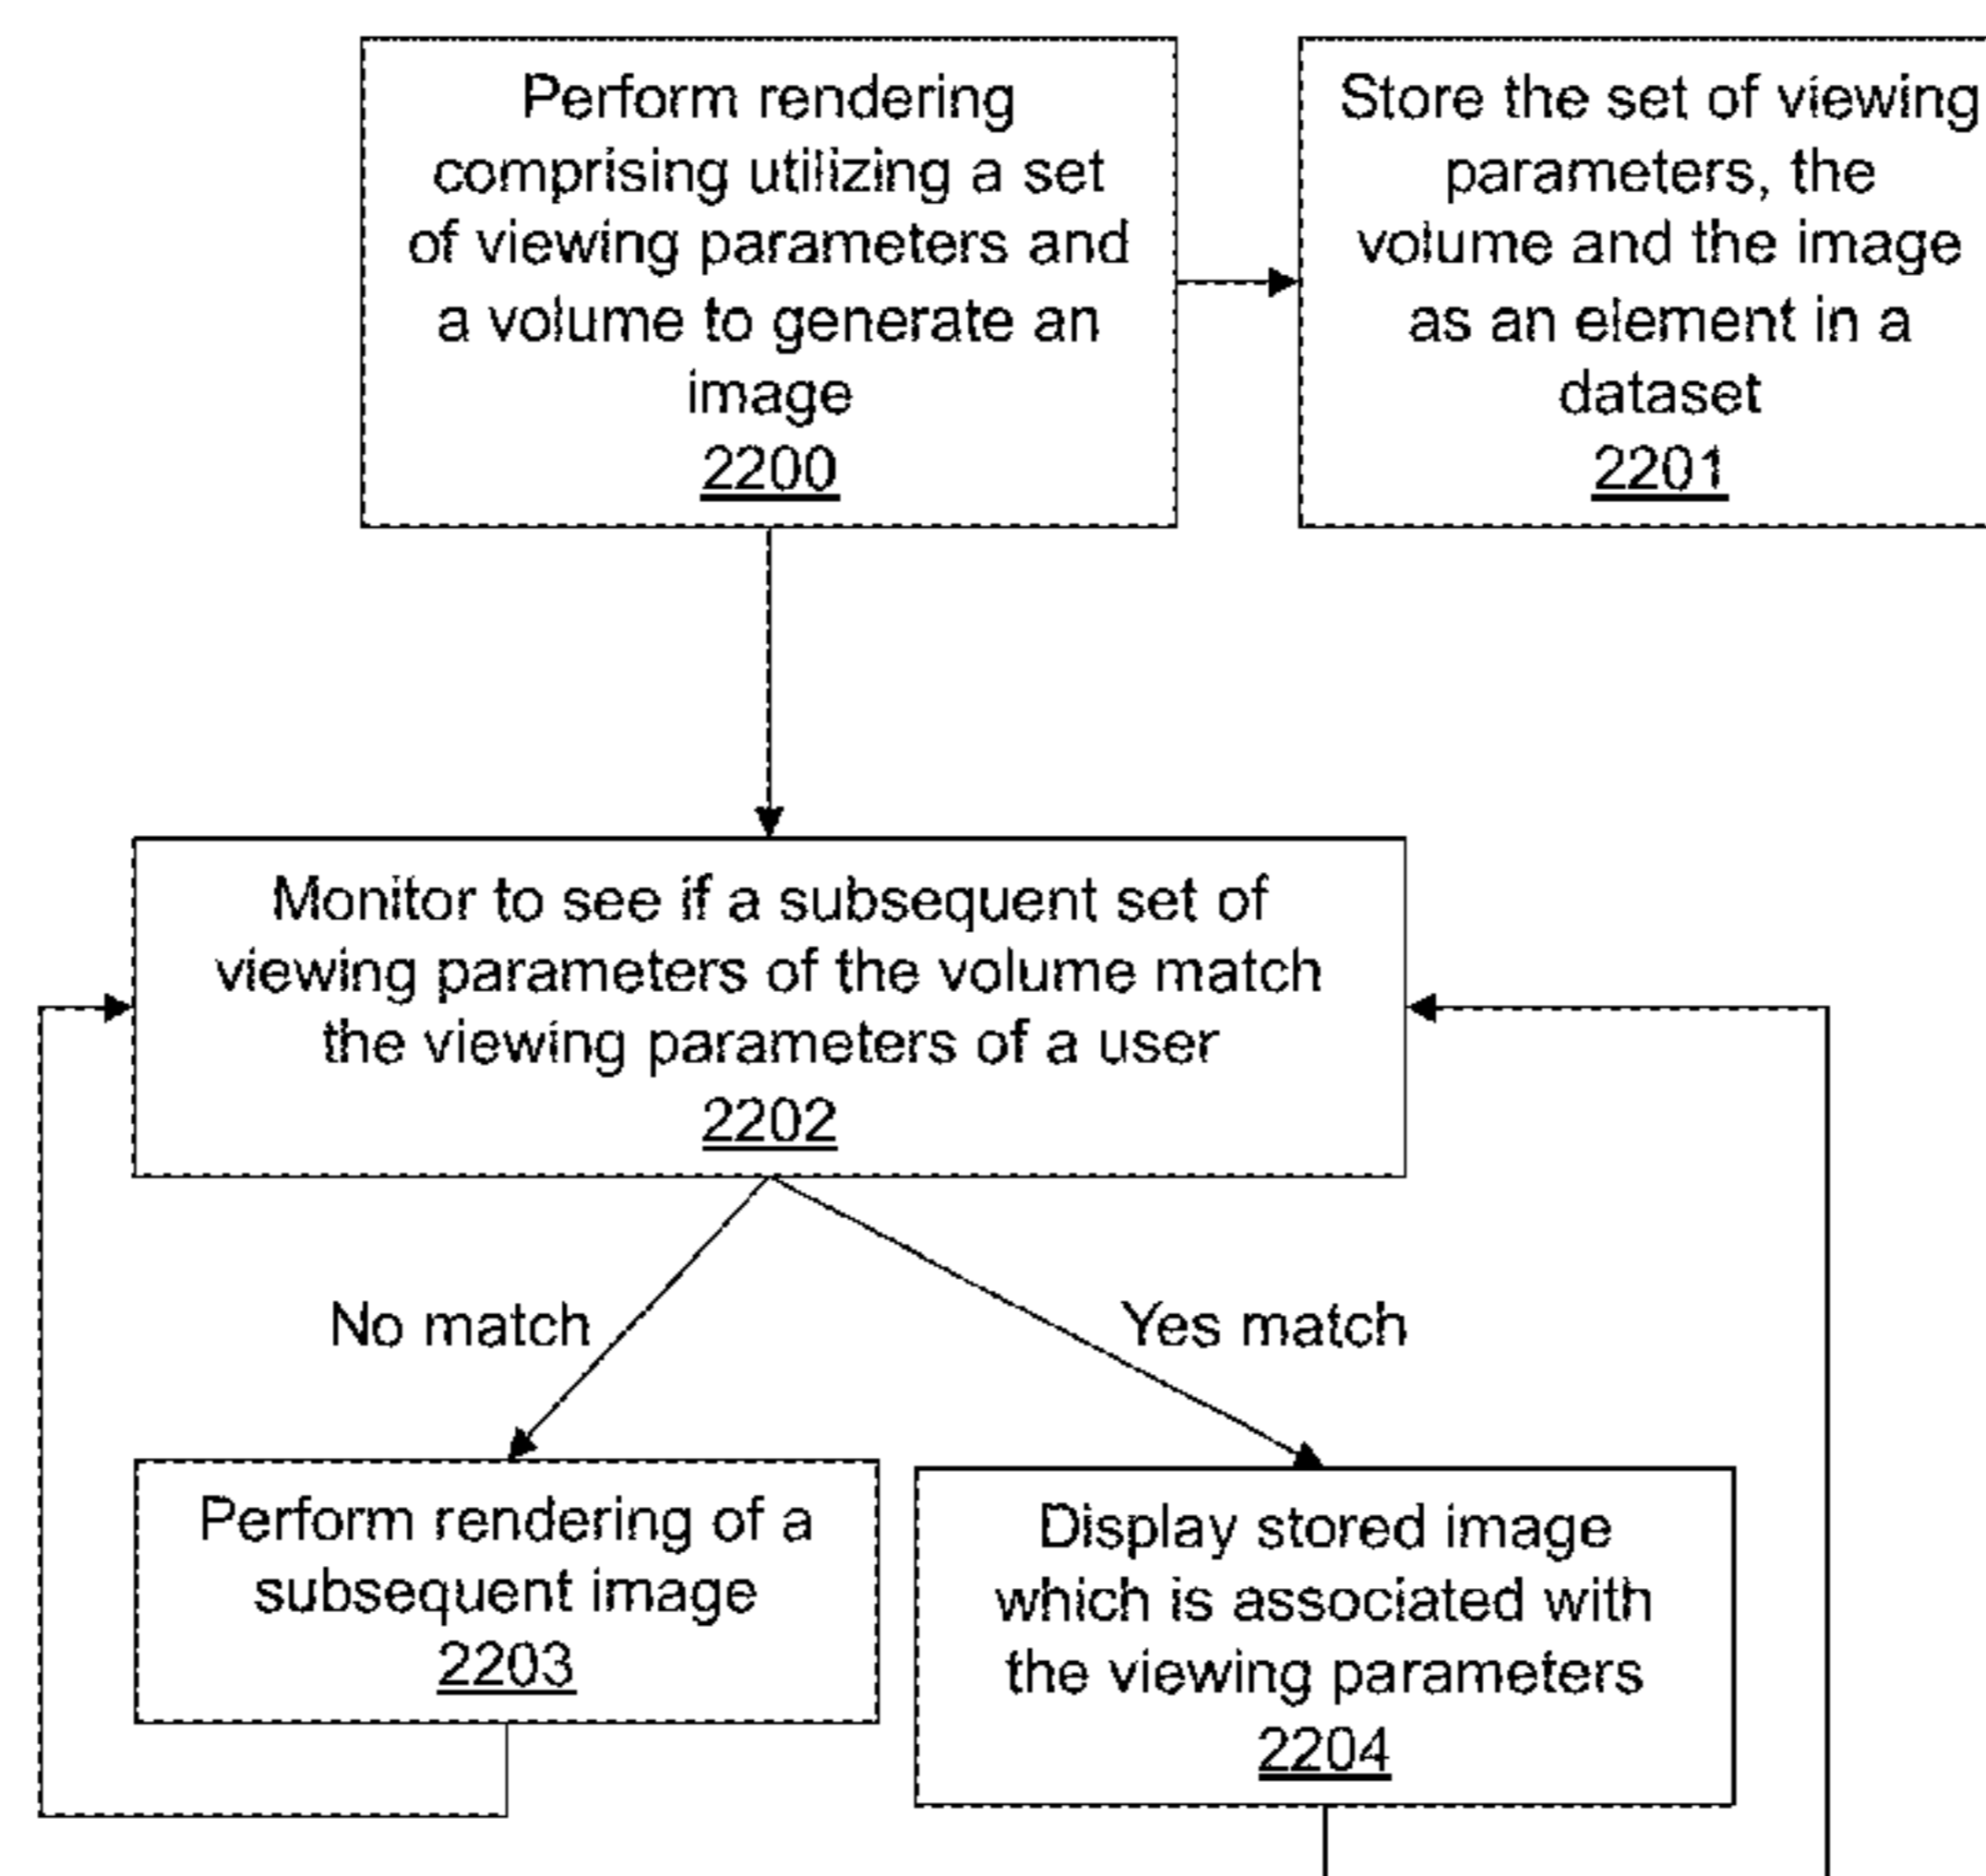 Perform rendering
comprising utilizing a set
of viewing parameters and
a volume to generate an
image
2200
Store the set of viewing
parameters, the
volume and the image
as an element in a
dataset
2201
Monitor to see if a subsequent set of
viewing parameters of the volume match
the viewing parameters of a user
2202
No match
Yes match
Perform rendering of a
subsequent image
2203
Display stored image
which is associated with
the viewing parameters
2204